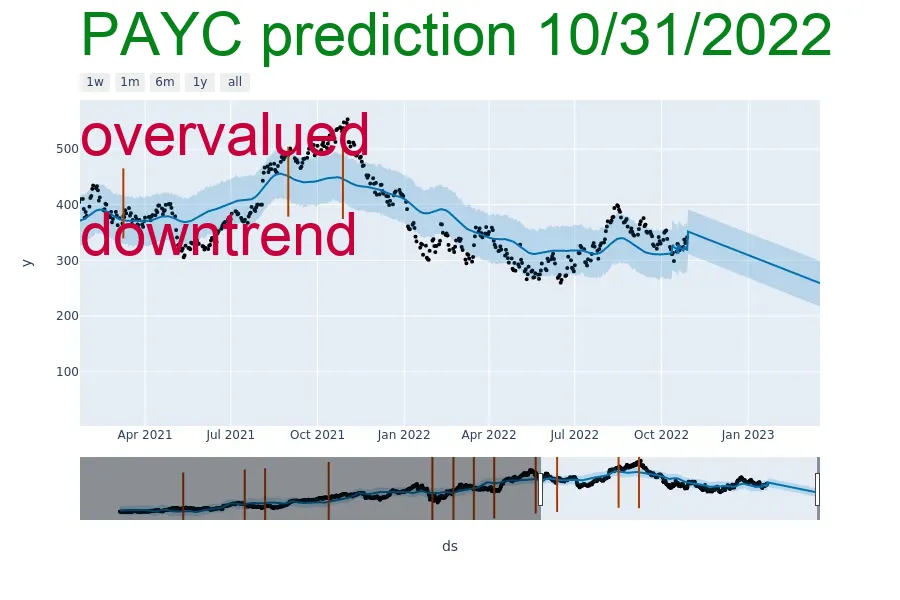 PAYC prediction 10/31/2022
1w 1m 6m 1y all
overvalued
downtrend
500
400
300
200
100
y
Apr 2021 Jul 2021 Oct 2021 Jan 2022 Apr 2022 Jul 2022 Oct 2022 Jan 2023
ds